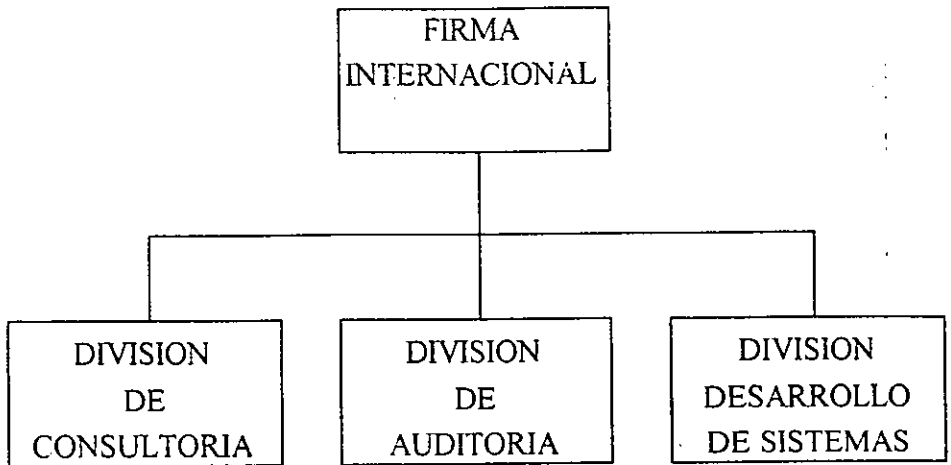 FIRMA
INTERNACIONAL
DIVISION
DE
CONSULTORIA
DIVISION
DE
AUDITORIA
DIVISION
DESARROLLO
DE SISTEMAS